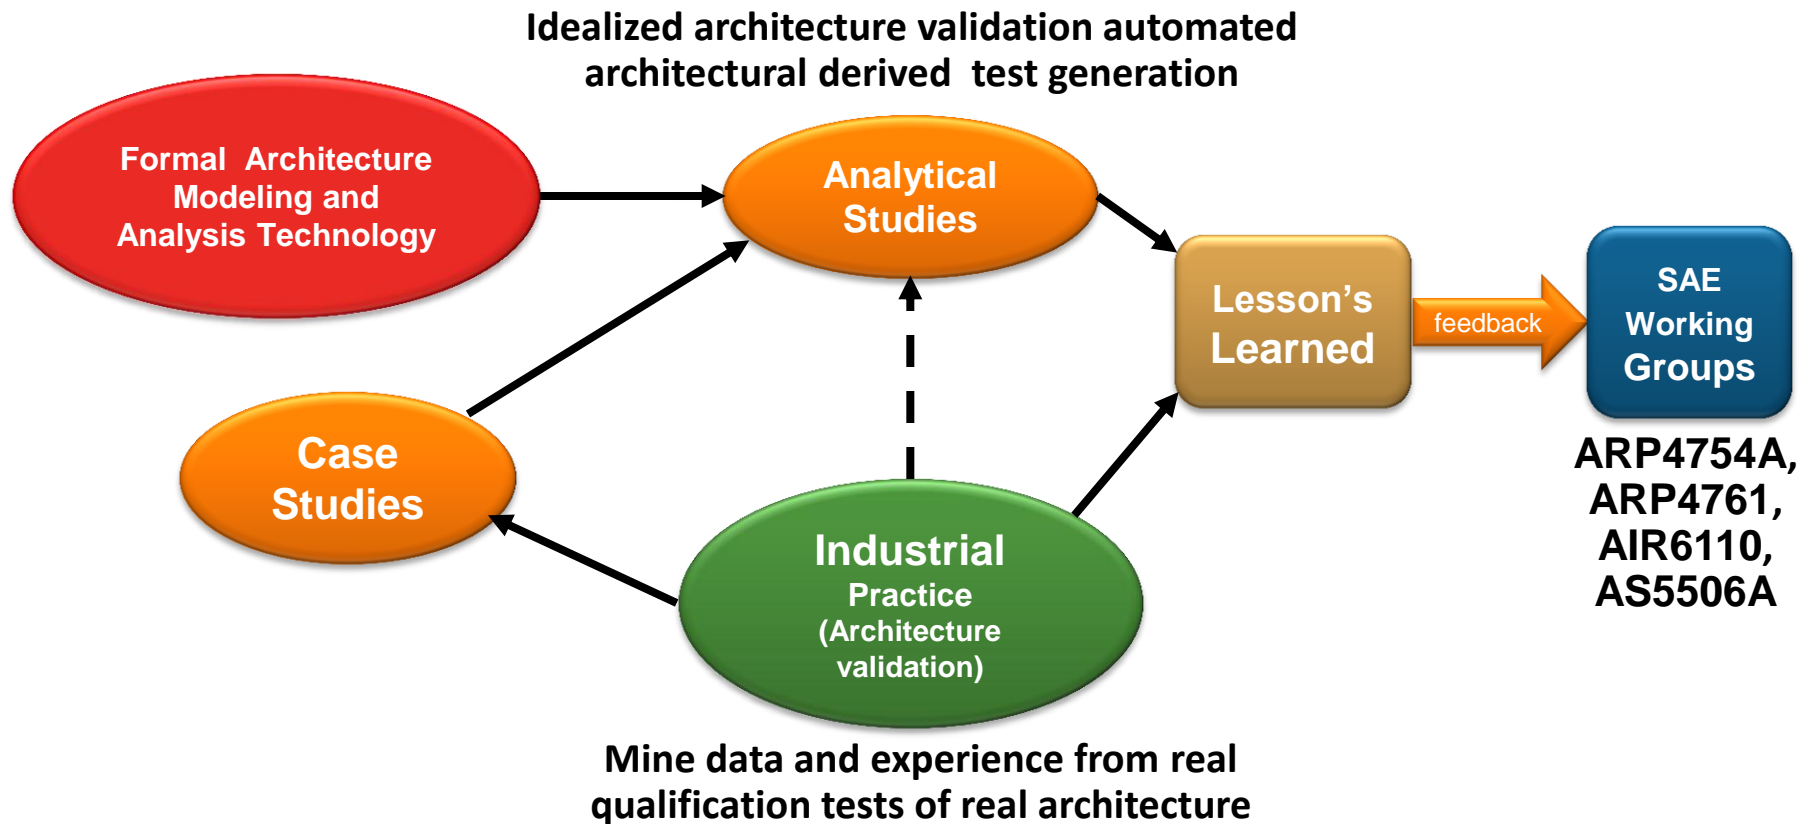 Idealized architecture validation automated
architectural derived  test generation
Formal  Architecture
Modeling and
Analysis Technology
Analytical
Studies
Lesson’s
Learned
feedback
SAE
Working
Groups
ARP4754A,
ARP4761,
AIR6110,
AS5506A
Case
Studies
Industrial
Practice
(Architecture
validation)
Mine data and experience from real
qualification tests of real architecture